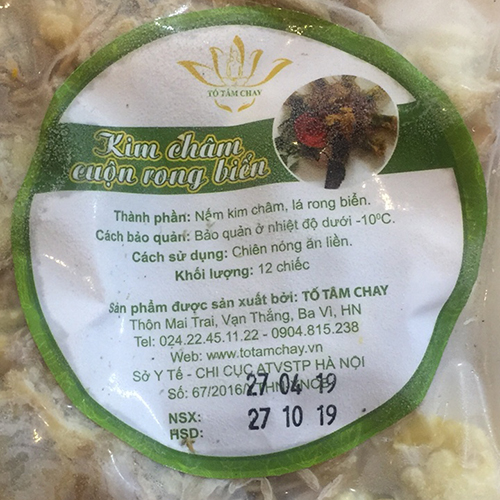 TỐ TÂM CHAY
Kim châm
cuộn rong biển
Thành phần: Nấm kim châm, lá rong biển.
Cách bảo quản: Bảo quản ở nhiệt độ dưới -10°C.
Cách sử dụng: Chiên nóng ăn liền.
Khối lượng: 12 chiếc
Sản phẩm được sản xuất bởi: TỐ TÂM CHAY
Thôn Mai Trai, Vạn Thắng, Ba Vì, HN
Tel: 024.22.45.11.22 - 0904.815.238
Web: www.totamchay.vn
Sở Y Tế - CHI CỤC ATVSTP HÀ NỘI
Số: 67/2016/
NSX: 27 04 19
HSD: 27 10 19